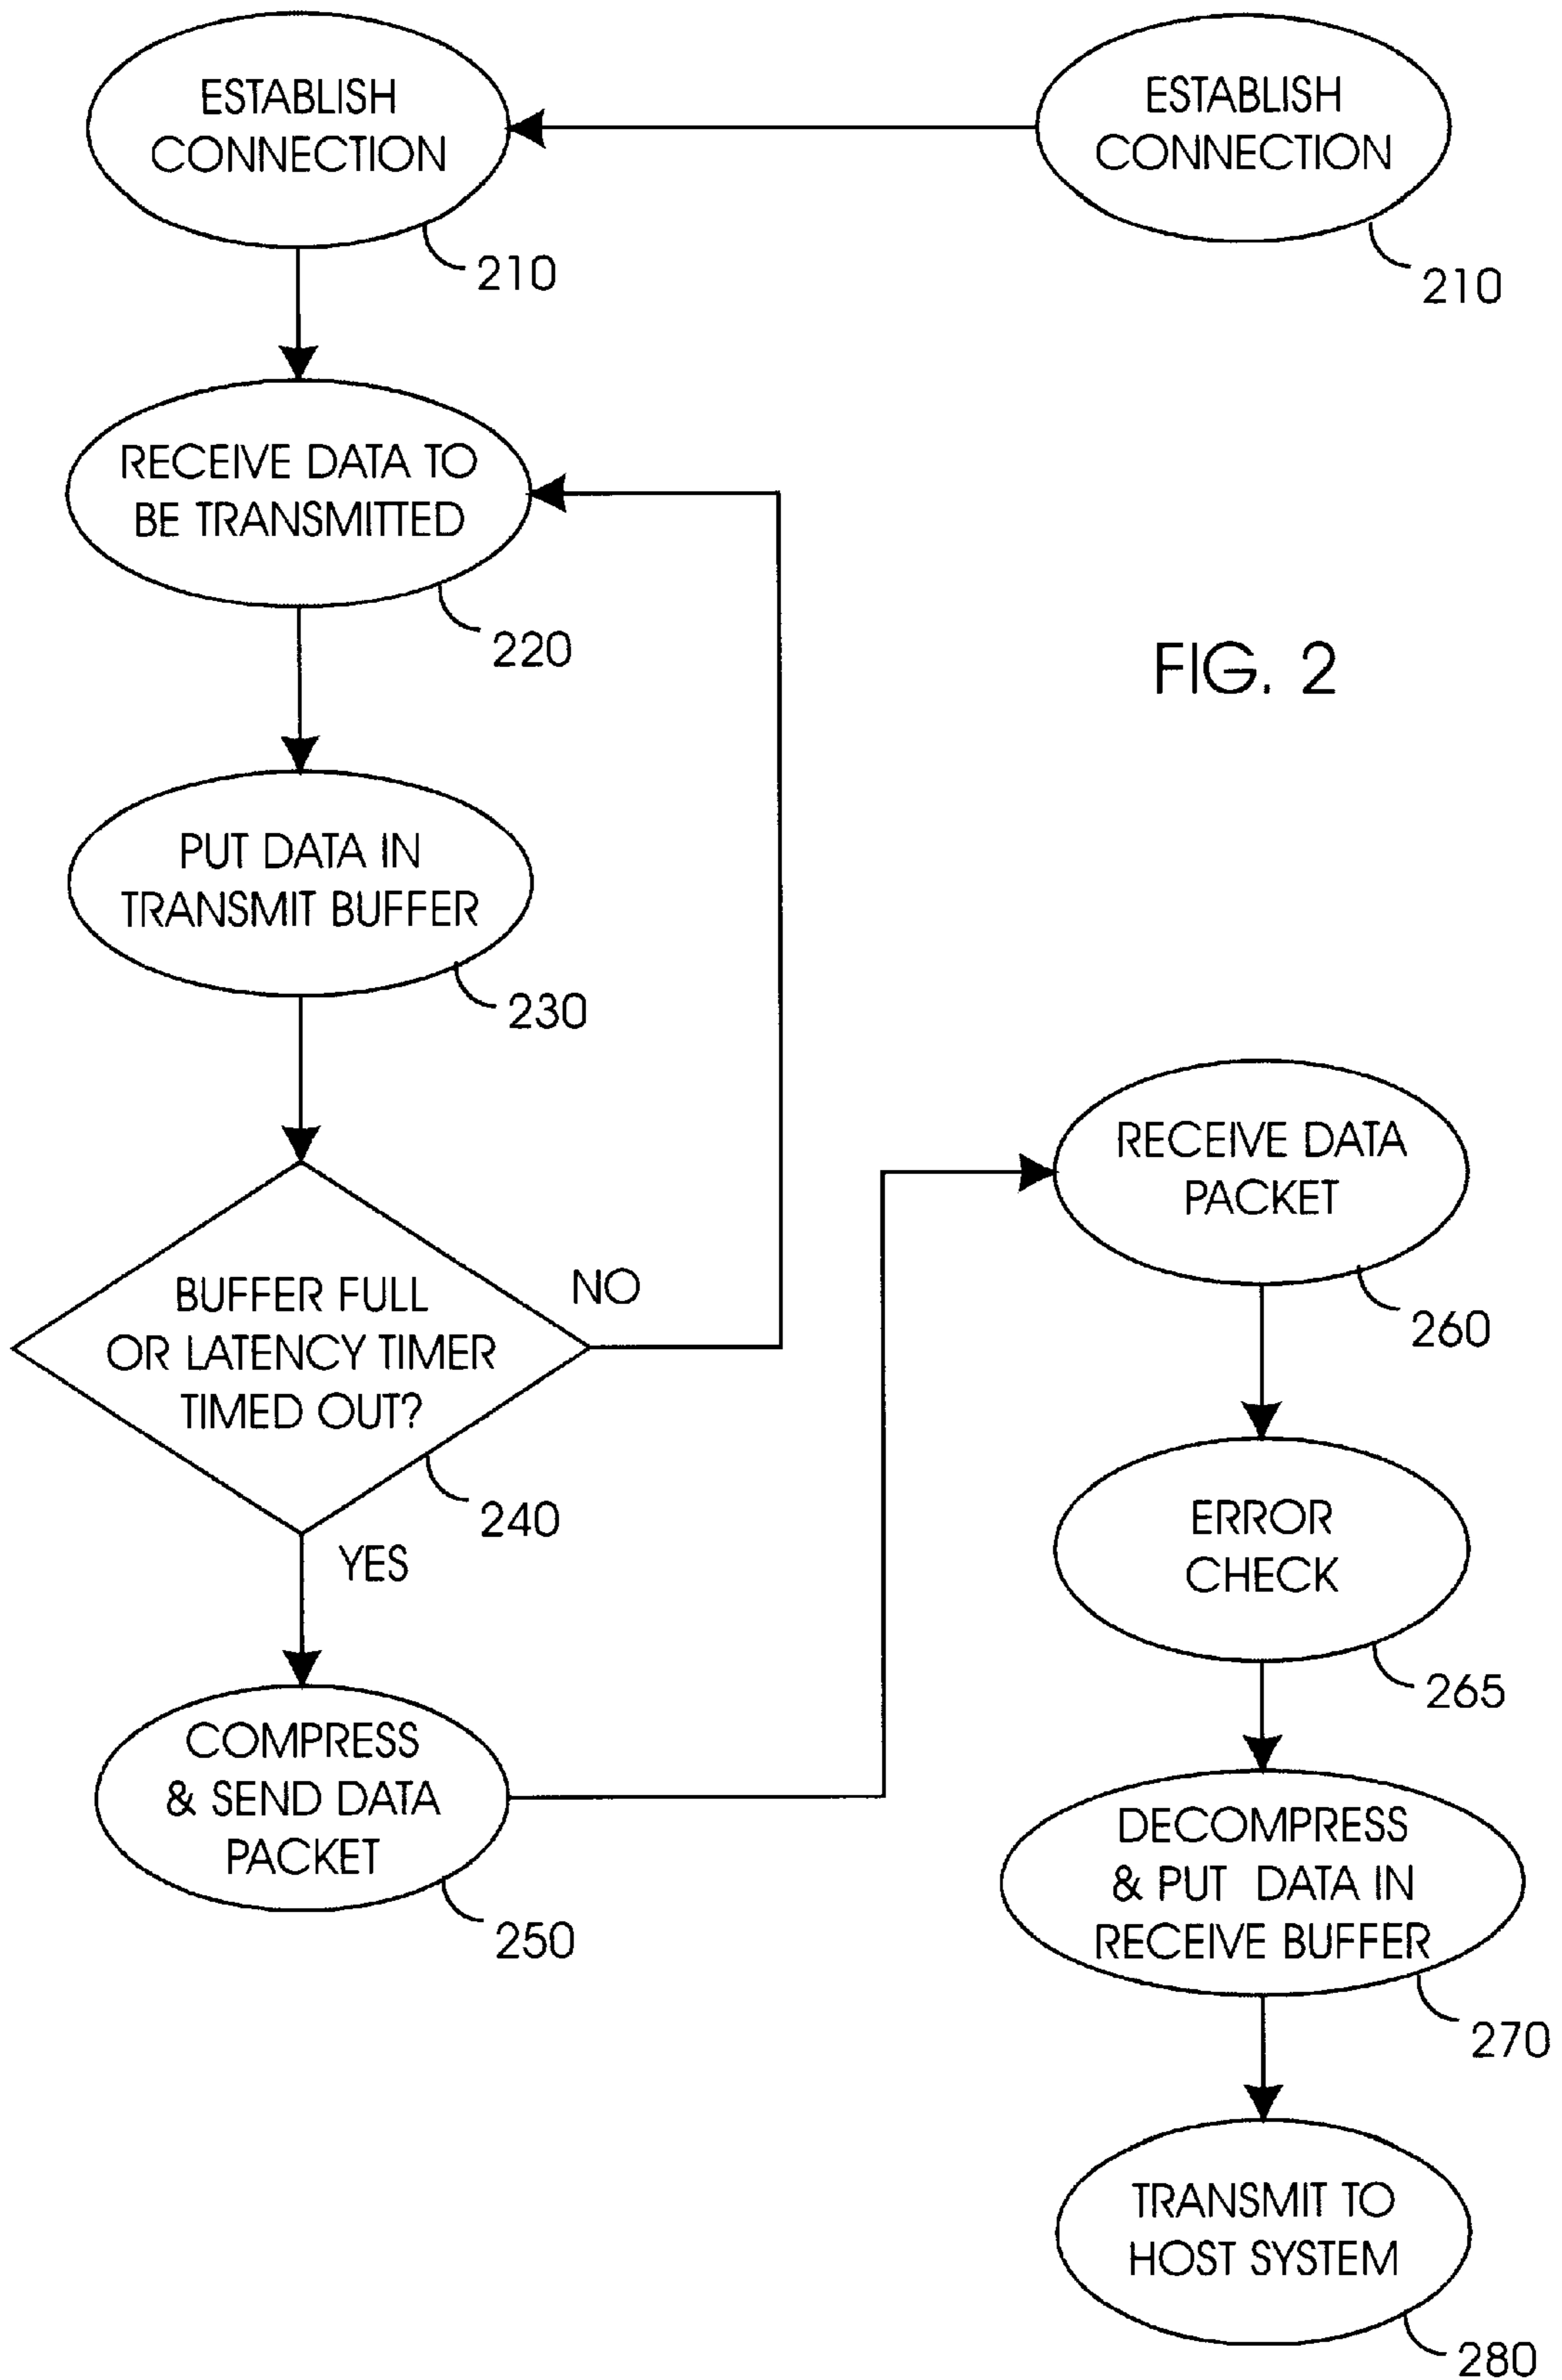 ESTABLISH
CONNECTION
210
ESTABLISH
CONNECTION
210
RECEIVE DATA TO
BE TRANSMITTED
220
FIG. 2
PUT DATA IN
TRANSMIT BUFFER
230
BUFFER FULL
OR LATENCY TIMER
TIMED OUT?
NO
240
YES
COMPRESS
& SEND DATA
PACKET
250
RECEIVE DATA
PACKET
260
ERROR
CHECK
265
DECOMPRESS
& PUT DATA IN
RECEIVE BUFFER
270
TRANSMIT TO
HOST SYSTEM
280